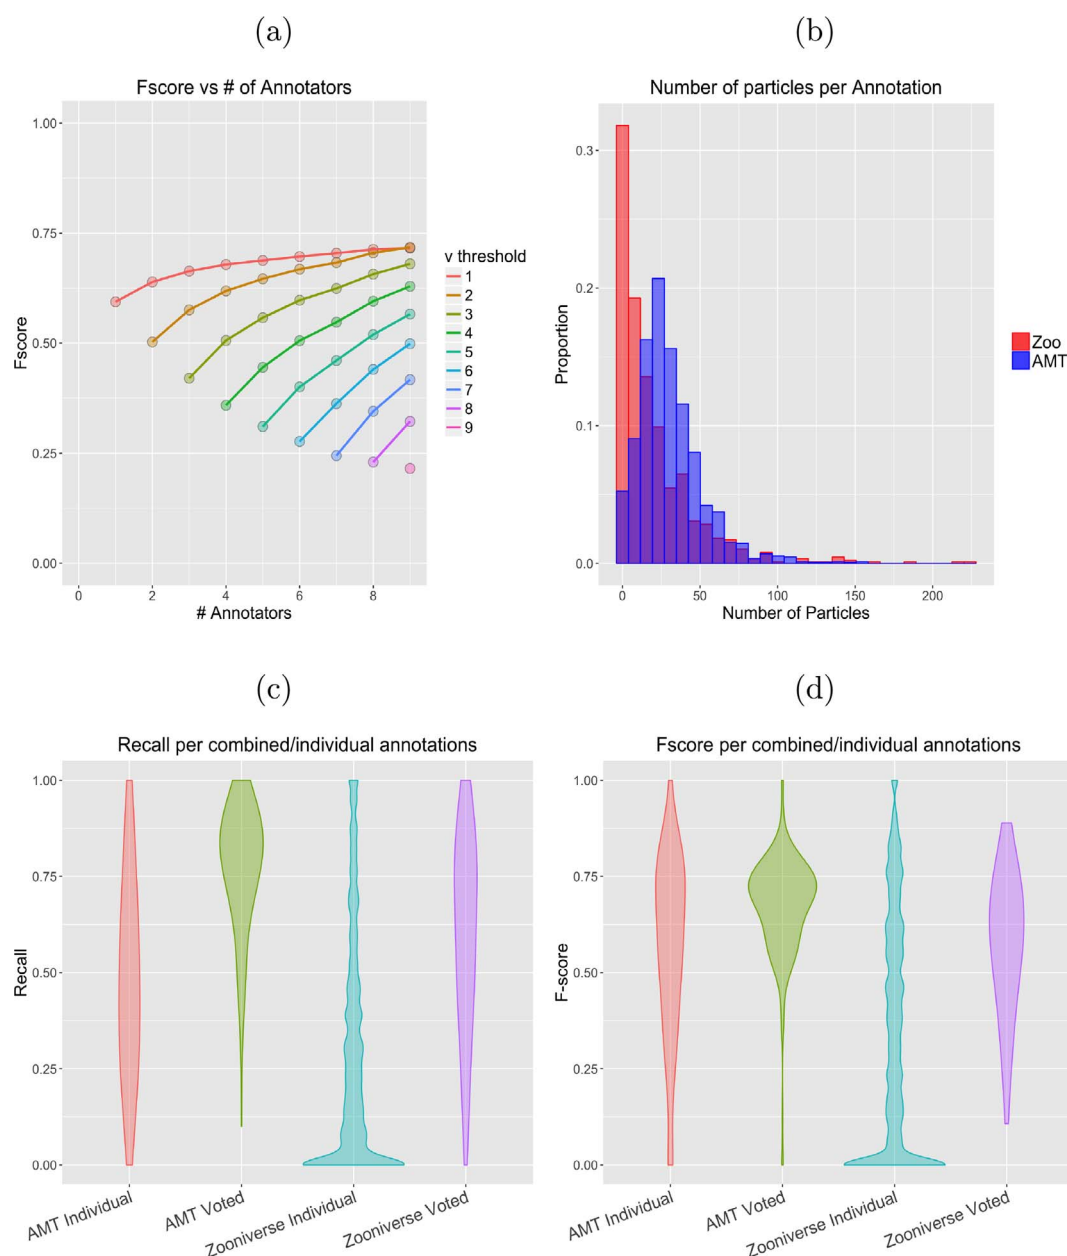 (a)
Fscore vs # of Annotators
1.00
0.75
0.50
0.25
0.00
Fscore
0 2 4 6 8
# Annotators
v threshold
1
2
3
4
5
6
7
8
9
(b)
Number of particles per Annotation
0.3
0.2
0.1
0.0
Proportion
0 50 100 150 200
Number of Particles
Zoo
AMT
(c)
Recall per combined/individual annotations
1.00
0.75
0.50
0.25
0.00
Recall
AMT Individual
AMT Voted
Zooniverse Individual
Zooniverse Voted
(d)
Fscore per combined/individual annotations
1.00
0.75
0.50
0.25
0.00
F-score
AMT Individual
AMT Voted
Zooniverse Individual
Zooniverse Voted